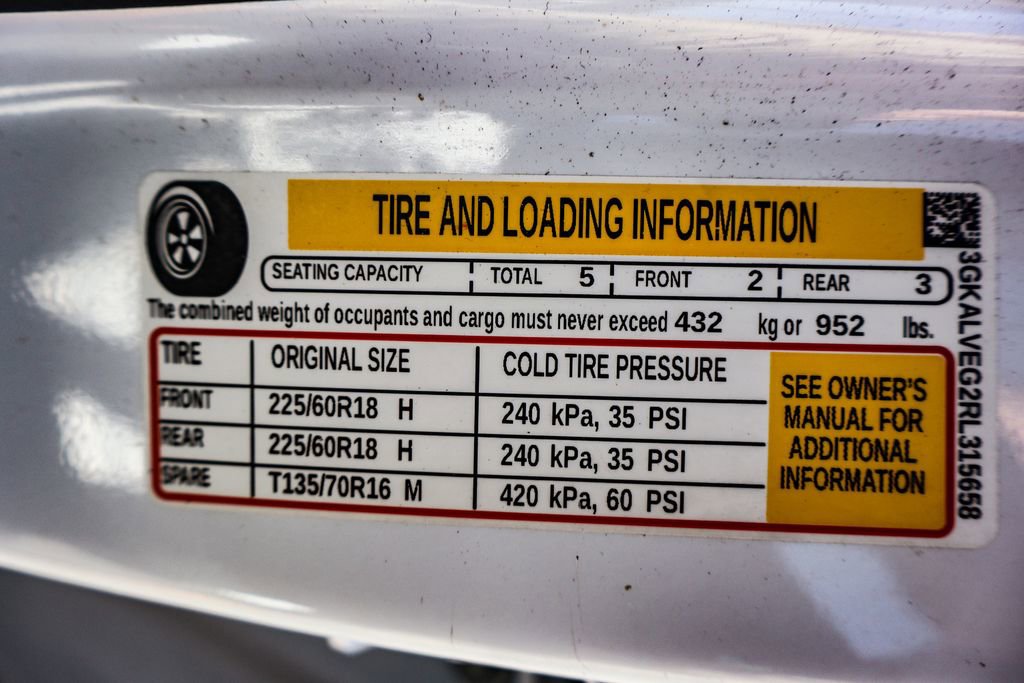 TIRE AND LOADING INFORMATION
SEATING CAPACITY TOTAL 5 FRONT 2 REAR 3
The combined weight of occupants and cargo must never exceed 432 kg or 952 lbs.
TIRE ORIGINAL SIZE COLD TIRE PRESSURE
FRONT 225/60R18 H 240 kPa, 35 PSI
REAR 225/60R18 H 240 kPa, 35 PSI
SPARE T135/70R16 M 420 kPa, 60 PSI
SEE OWNER'S
MANUAL FOR
ADDITIONAL
INFORMATION
3GKALVEG2RL315658